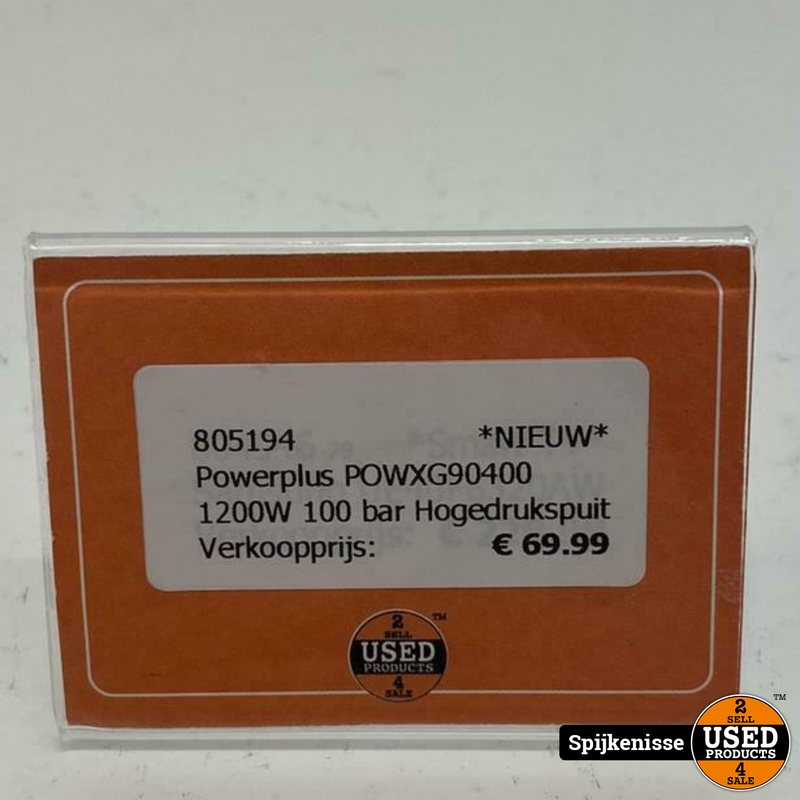 805194 *NIEUW*
Powerplus POWXG90400
1200W 100 bar Hogedrukspuit
Verkoopprijs: € 69.99
2
SELL
USED
PRODUCTS
4
SALE
TM
Spijkenisse
2
SELL
USED
PRODUCTS
4
SALE
TM